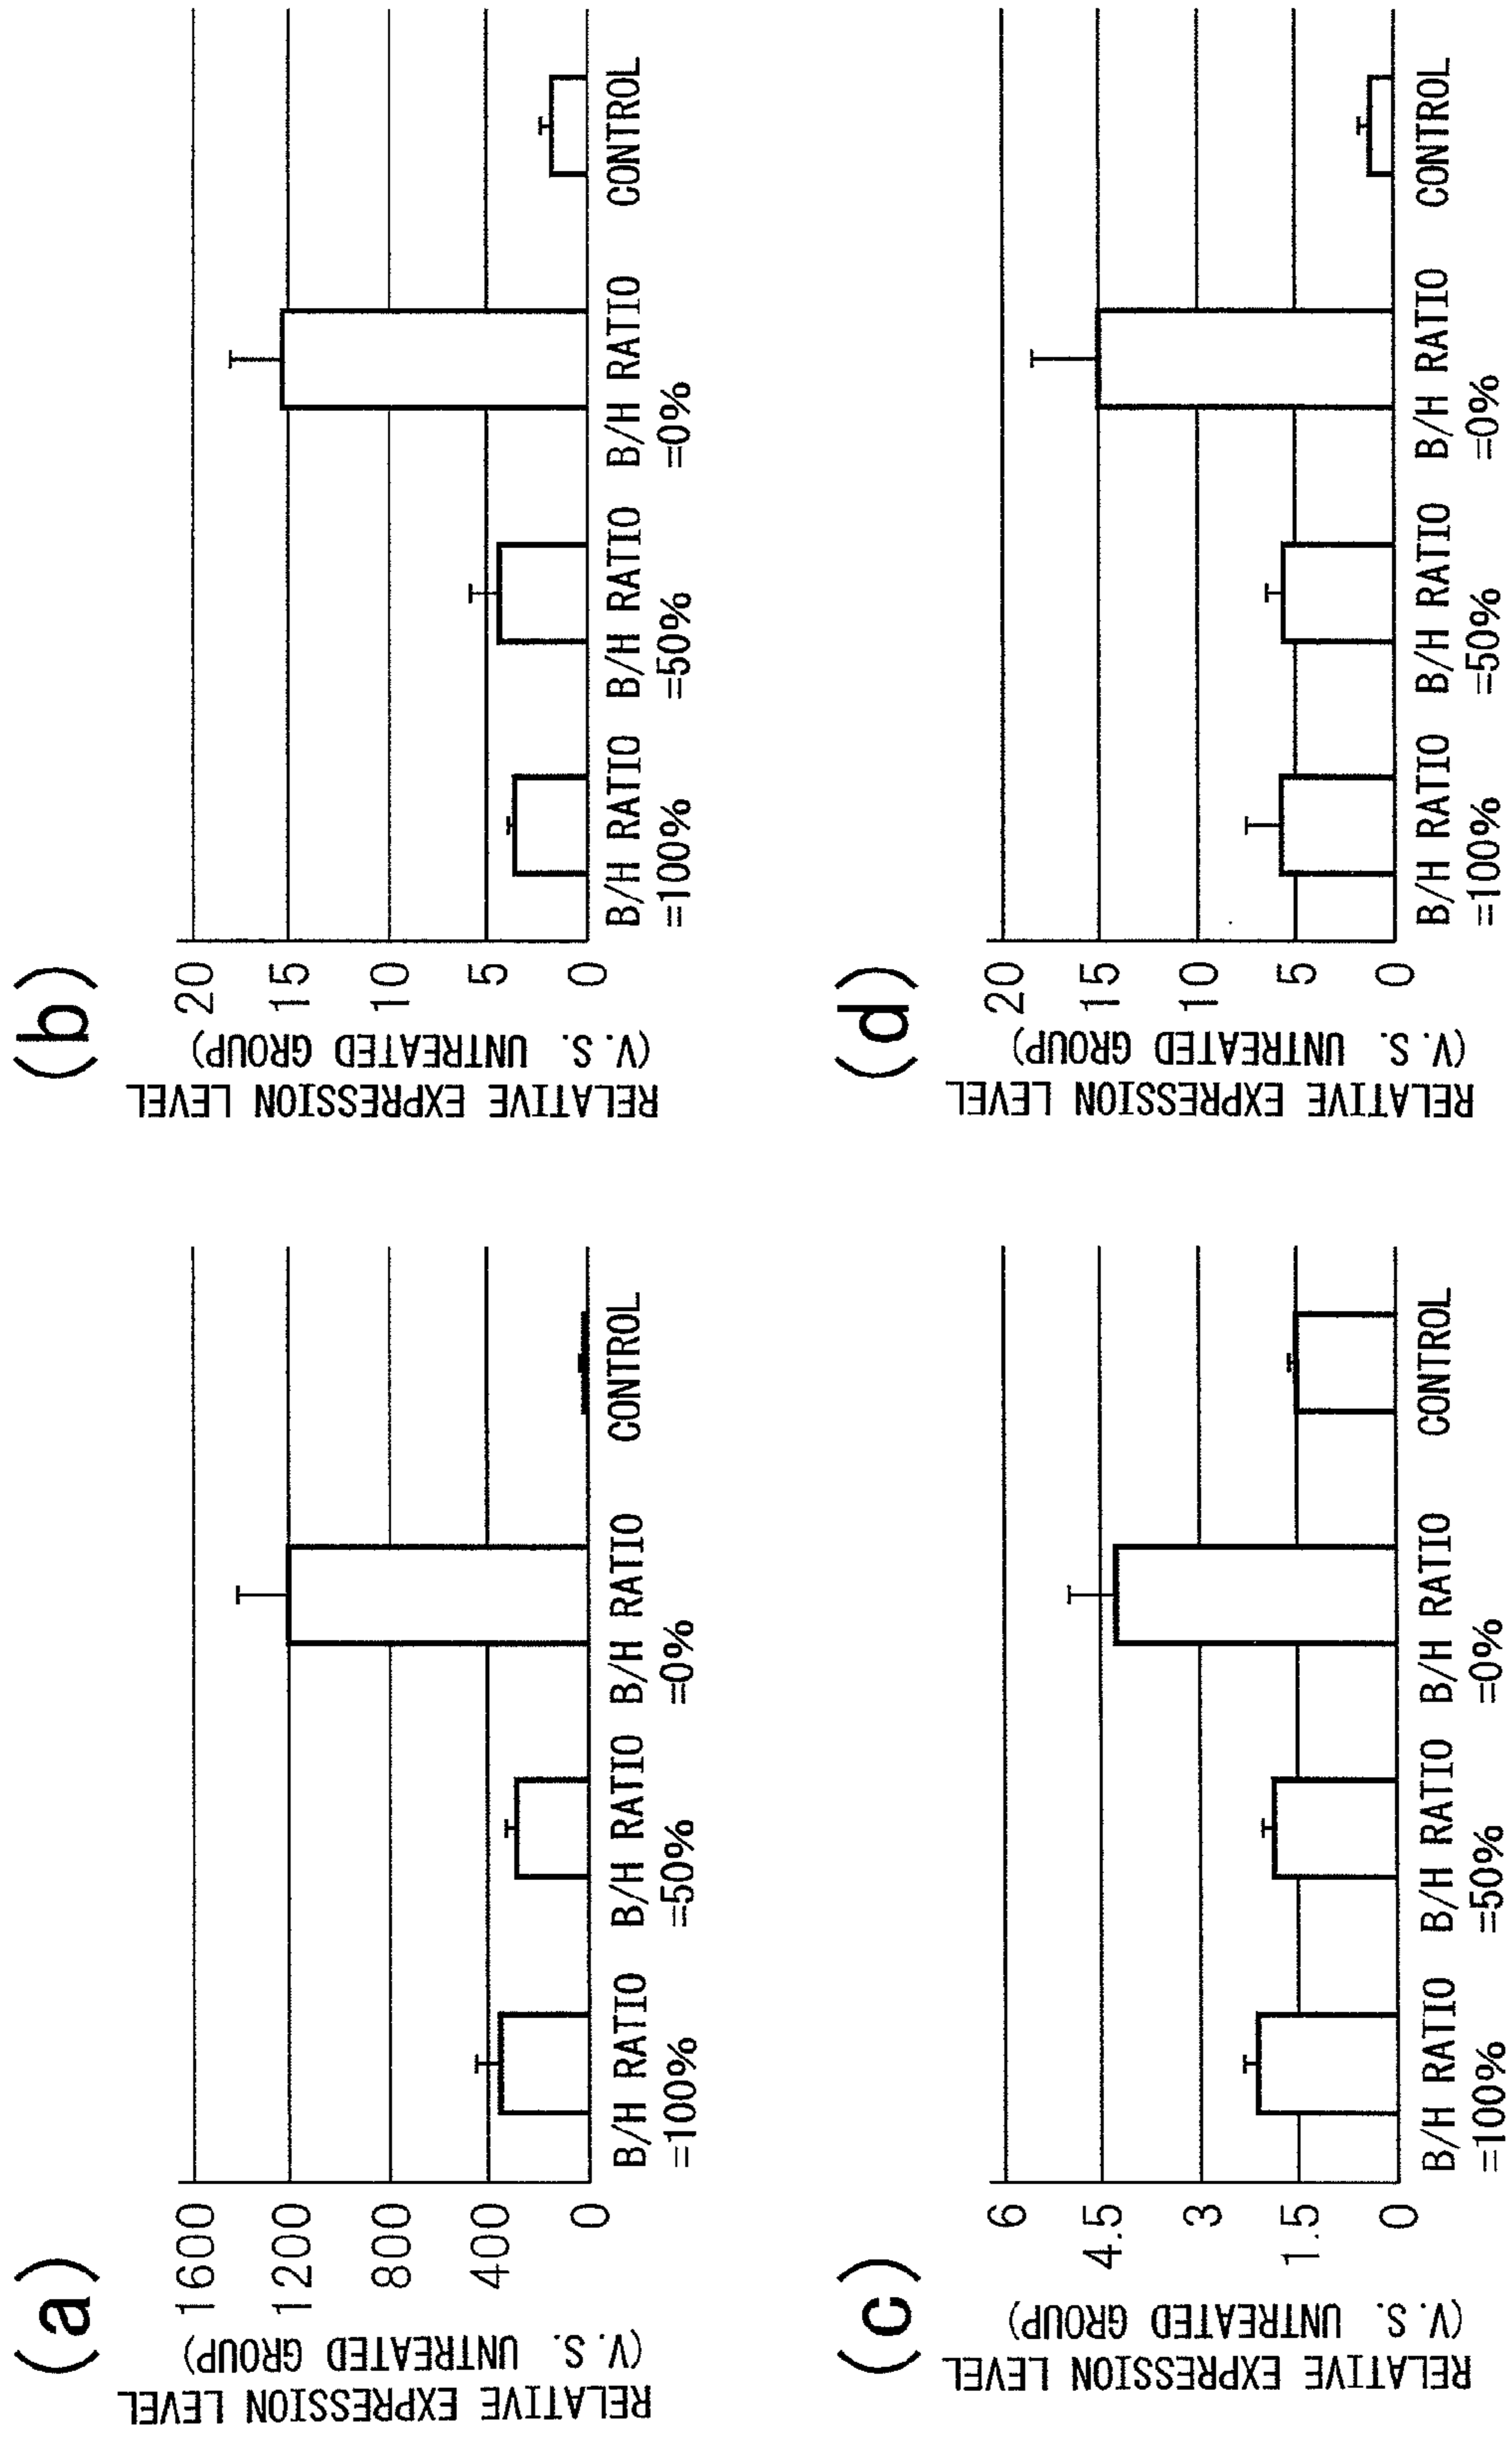 (a)
RELATIVE EXPRESSION LEVEL
(V.S. UNTREATED GROUP)
1600
1200
800
400
0
B/H RATIO
=100%
B/H RATIO
=50%
B/H RATIO
=0%
CONTROL
(b)
RELATIVE EXPRESSION LEVEL
(V.S. UNTREATED GROUP)
20
15
10
5
0
B/H RATIO
=100%
B/H RATIO
=50%
B/H RATIO
=0%
CONTROL
(c)
RELATIVE EXPRESSION LEVEL
(V.S. UNTREATED GROUP)
6
4.5
3
1.5
0
B/H RATIO
=100%
B/H RATIO
=50%
B/H RATIO
=0%
CONTROL
(d)
RELATIVE EXPRESSION LEVEL
(V.S. UNTREATED GROUP)
20
15
10
5
0
B/H RATIO
=100%
B/H RATIO
=50%
B/H RATIO
=0%
CONTROL